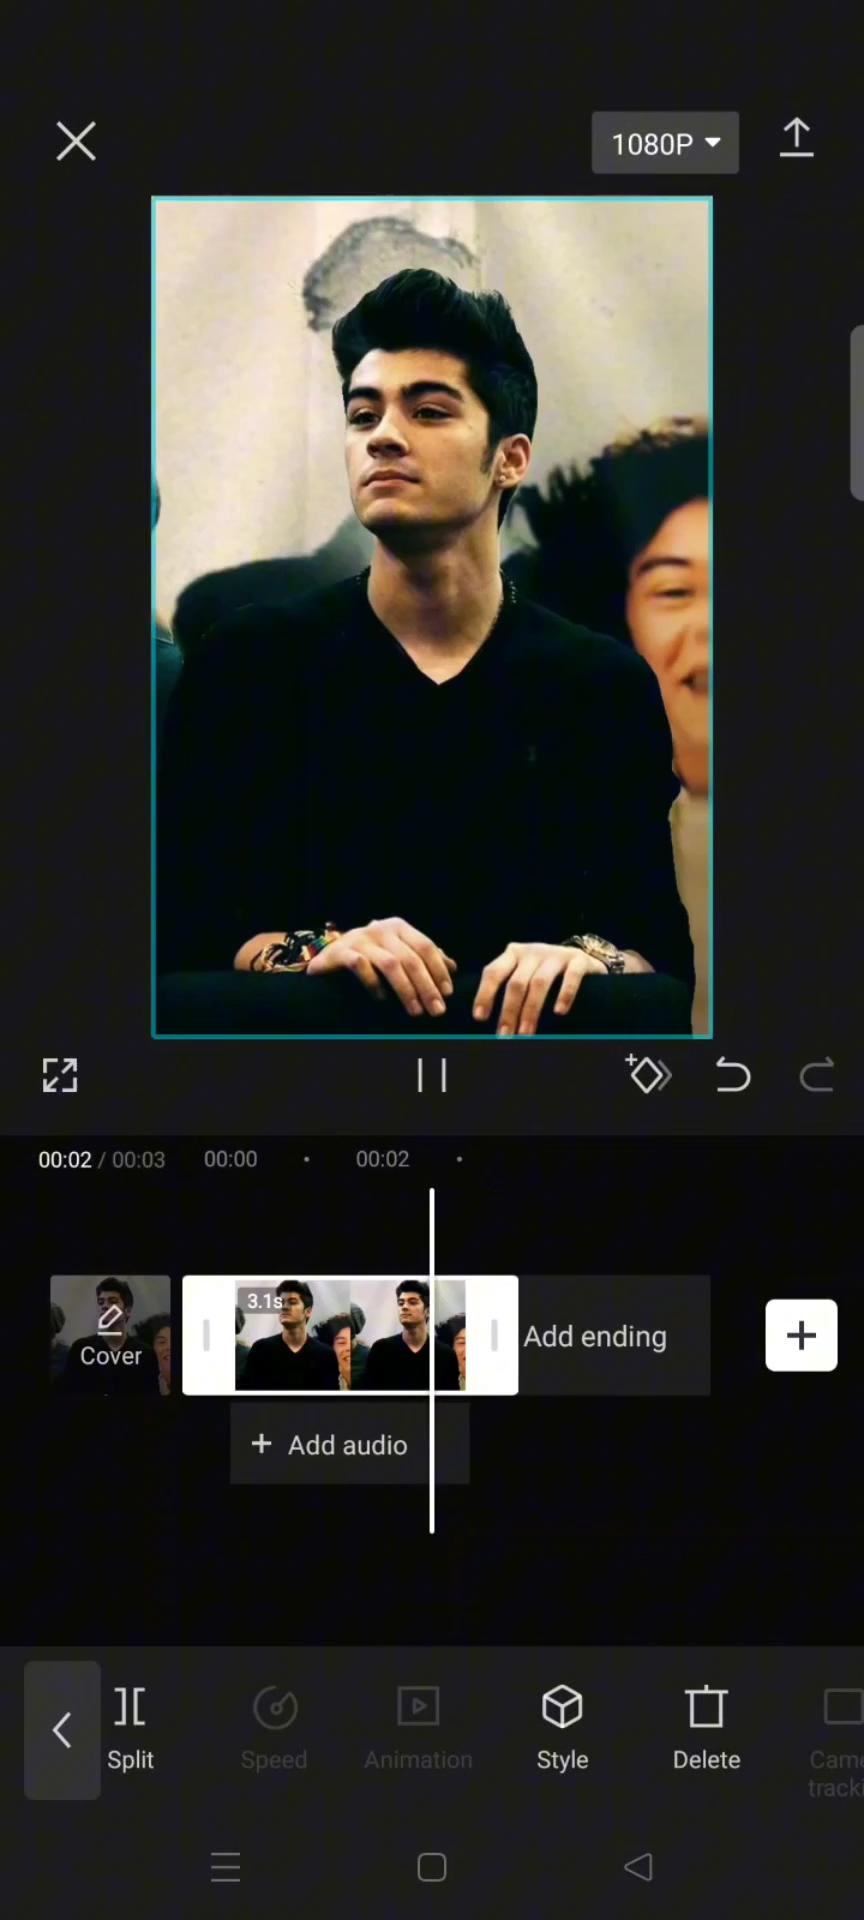 1080P
00:02 / 00:03 00:00 00:02
3.1s
Cover
Add ending
+ Add audio
Split
Speed
Animation
Style
Delete